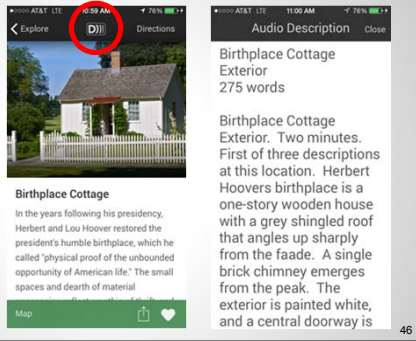 AT&T LTE 10:59 AM 76%
Explore D))) Directions
Birthplace Cottage
In the years following his presidency,
Herbert and Lou Hoover restored the
president's humble birthplace, which he
called "physical proof of the unbounded
opportunity of American life." The small
spaces and dearth of material
Map
AT&T LTE 11:00 AM 76%
Audio Description Close
Birthplace Cottage
Exterior
275 words
Birthplace Cottage
Exterior. Two minutes.
First of three descriptions
at this location. Herbert
Hoovers birthplace is a
one-story wooden house
with a grey shingled roof
that angles up sharply
from the faade. A single
brick chimney emerges
from the peak. The
exterior is painted white,
and a central doorway is
46